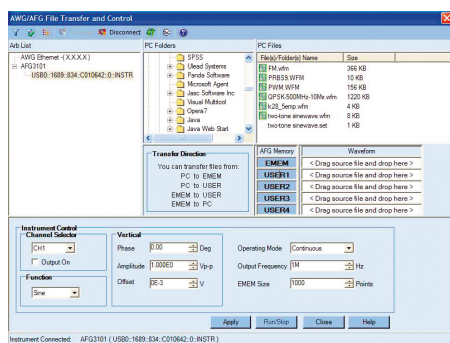 AWG/AFG File Transfer and Control
Disconnect
Arb List
PC Folders
PC Files
AWG Ethernet -( X.X.X.X )
AFG3101
USB0::1689::834::C010642::0::INSTR
SPSS
Ulead Systems
Panda Software
Microsoft Agent
Jasc Software Inc
Visual Multitool
Opera7
Java
Java Web Start
File(s)/Folder(s) Name Size
FM.wfm 366 KB
PRBS9.WFM 10 KB
PWM.WFM 156 KB
QPSK-500MHz-10Ms.wfm 1220 KB
k28_5emp.wfm 4 KB
two-tone sinewave.wfm 8 KB
two-tone sinewave.set 1 KB
Transfer Direction
You can transfer files from:
PC to EMEM
PC to USER
EMEM to USER
EMEM to PC
AFG Memory Waveform
EMEM < Drag source file and drop here >
USER1 < Drag source file and drop here >
USER2 < Drag source file and drop here >
USER3 < Drag source file and drop here >
USER4 < Drag source file and drop here >
Instrument Control
Channel Selector
CH1
Output On
Function
Sine
Vertical
Phase 0.00 Deg
Amplitude 1.000E0 Vp-p
Offset 0E-3 V
Operating Mode Continuous
Output Frequency 1M Hz
EMEM Size 1000 Points
Apply Run/Stop Close Help
Instrument Connected: AFG3101 ( USB0::1689::834::C010642::0::INSTR )